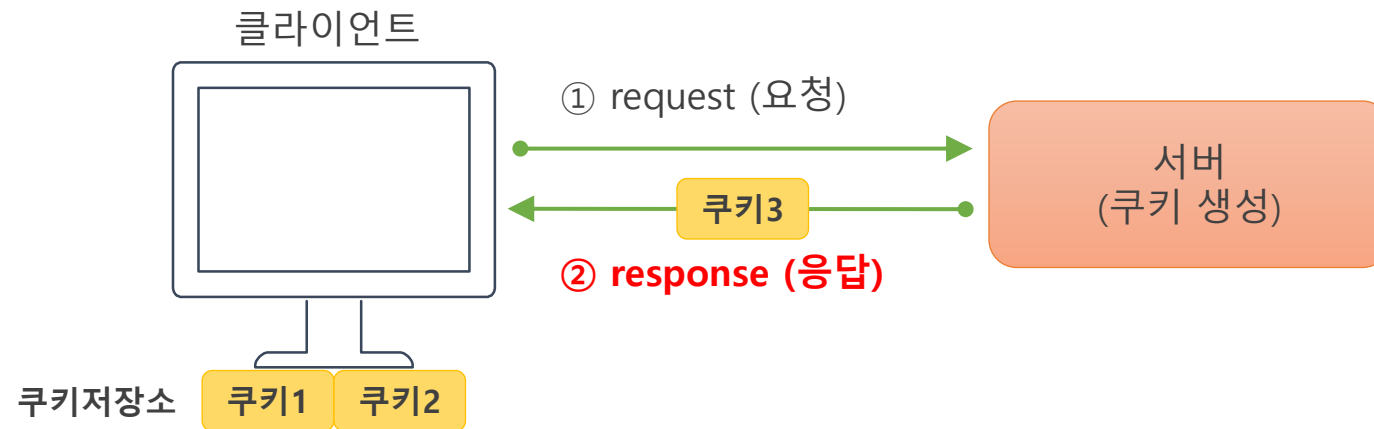 클라이언트
① request (요청)
서버
(쿠키 생성)
쿠키3
② response (응답)
쿠키저장소
쿠키1
쿠키2